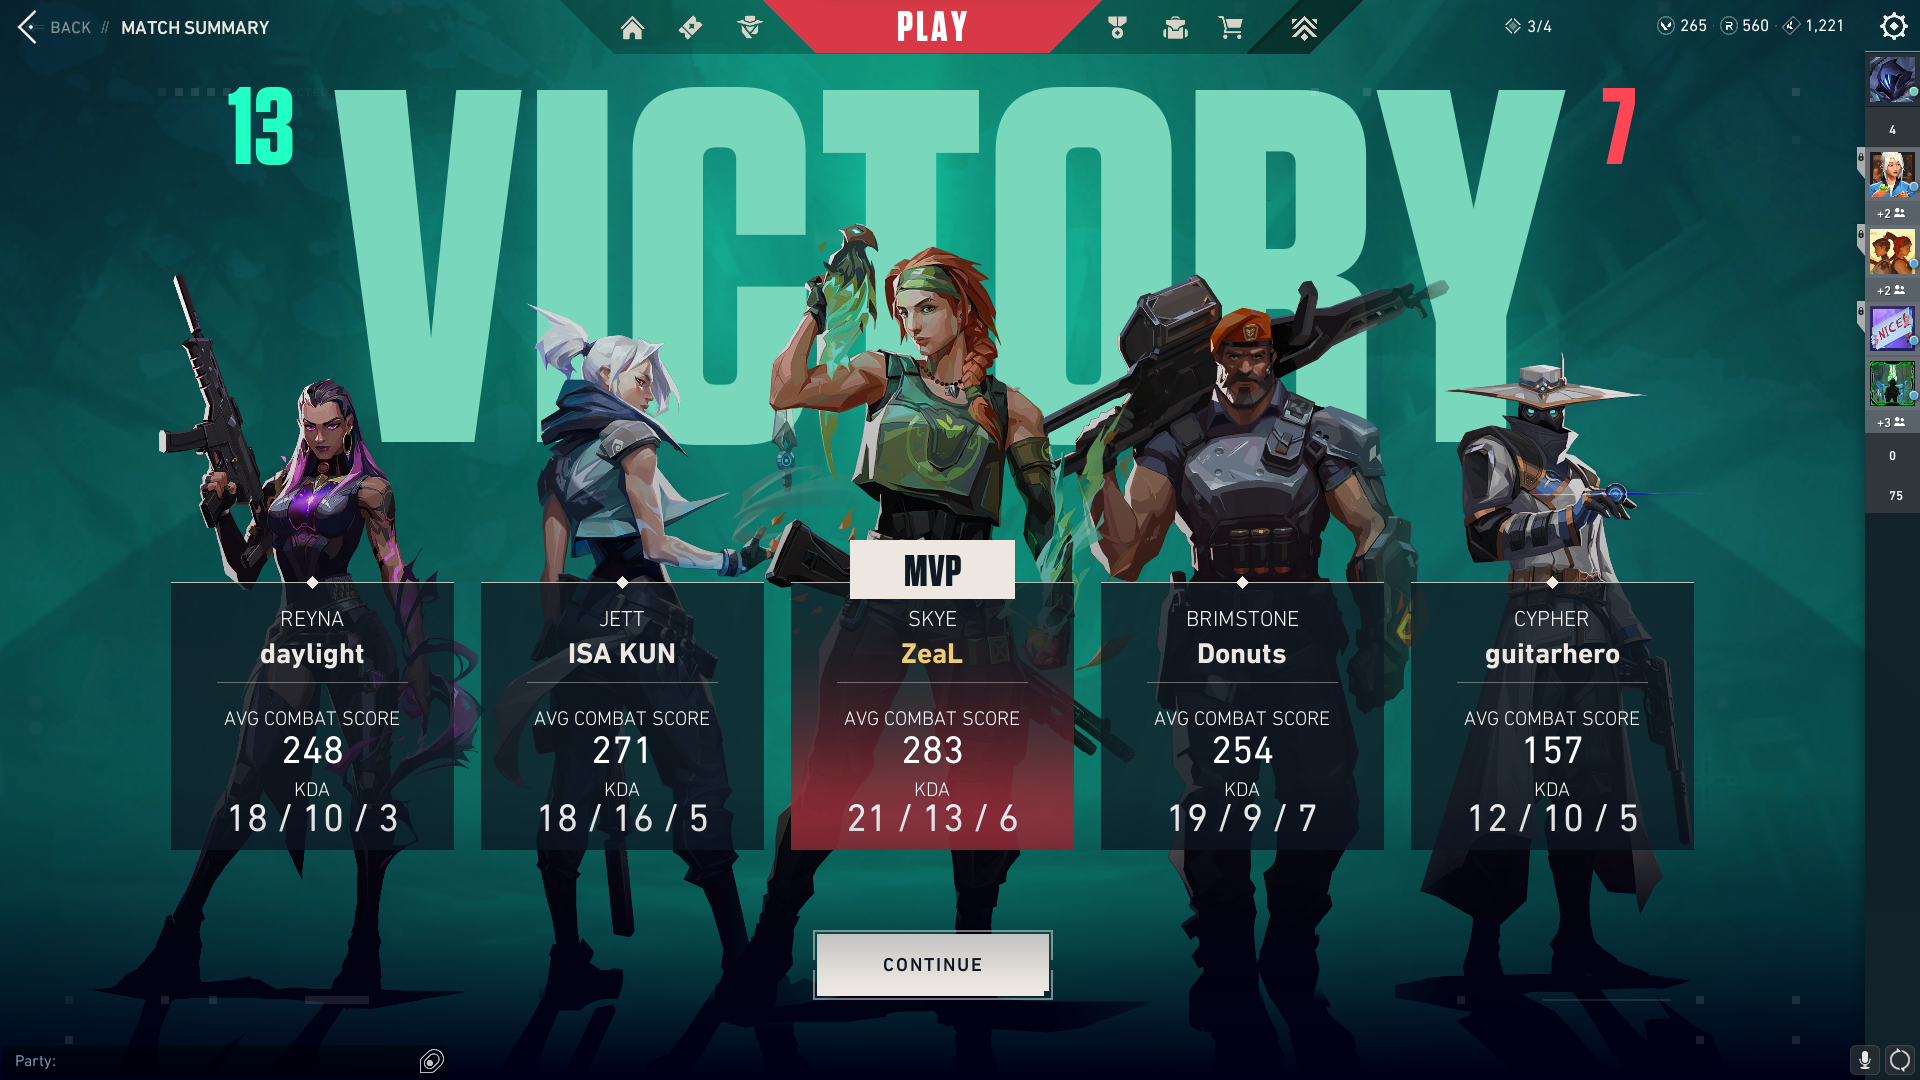 BACK // MATCH SUMMARY
PLAY
3/4
265 560 1,221
13
VICTORY
7
4
+2
+2
NICE!
+3
0
75
MVP
REYNA
daylight
AVG COMBAT SCORE
248
KDA
18 / 10 / 3
JETT
ISA KUN
AVG COMBAT SCORE
271
KDA
18 / 16 / 5
SKYE
ZeaL
AVG COMBAT SCORE
283
KDA
21 / 13 / 6
BRIMSTONE
Donuts
AVG COMBAT SCORE
254
KDA
19 / 9 / 7
CYPHER
guitarhero
AVG COMBAT SCORE
157
KDA
12 / 10 / 5
CONTINUE
Party: